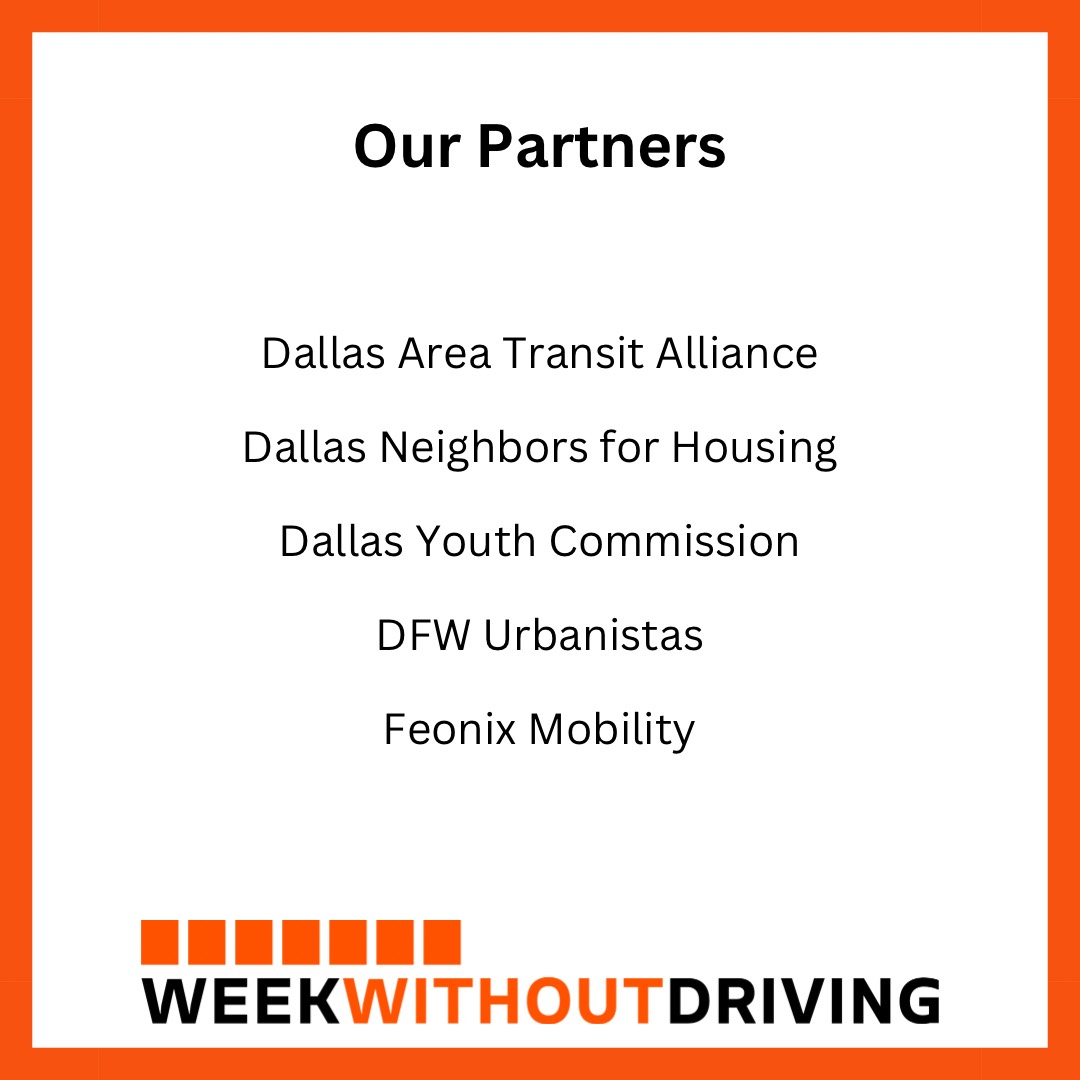 Our Partners
Dallas Area Transit Alliance
Dallas Neighbors for Housing
Dallas Youth Commission
DFW Urbanistas
Feonix Mobility
WEEKWITHOUTDRIVING